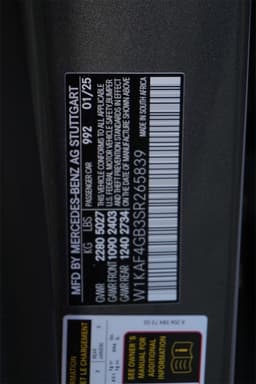 MFD BY MERCEDES-BENZ AG STUTTGART
PASSENGER CAR 992 01/25
THIS VEHICLE CONFORMS TO ALL APPLICABLE
U.S. FEDERAL MOTOR VEHICLE SAFETY/BUMPER/
AND THEFT PREVENTION STANDARDS IN EFFECT
ON THE DATE OF MANUFACTURE SHOWN ABOVE
KG LBS
GVWR 2280 5027
GAWR FRONT 1090 2403
GAWR REAR 1240 2734
MADE IN SOUTH AFRICA
W1KAF4GB3SR265839
SEE OWNER'S
MANUAL FOR
ADDITIONAL
INFORMATION